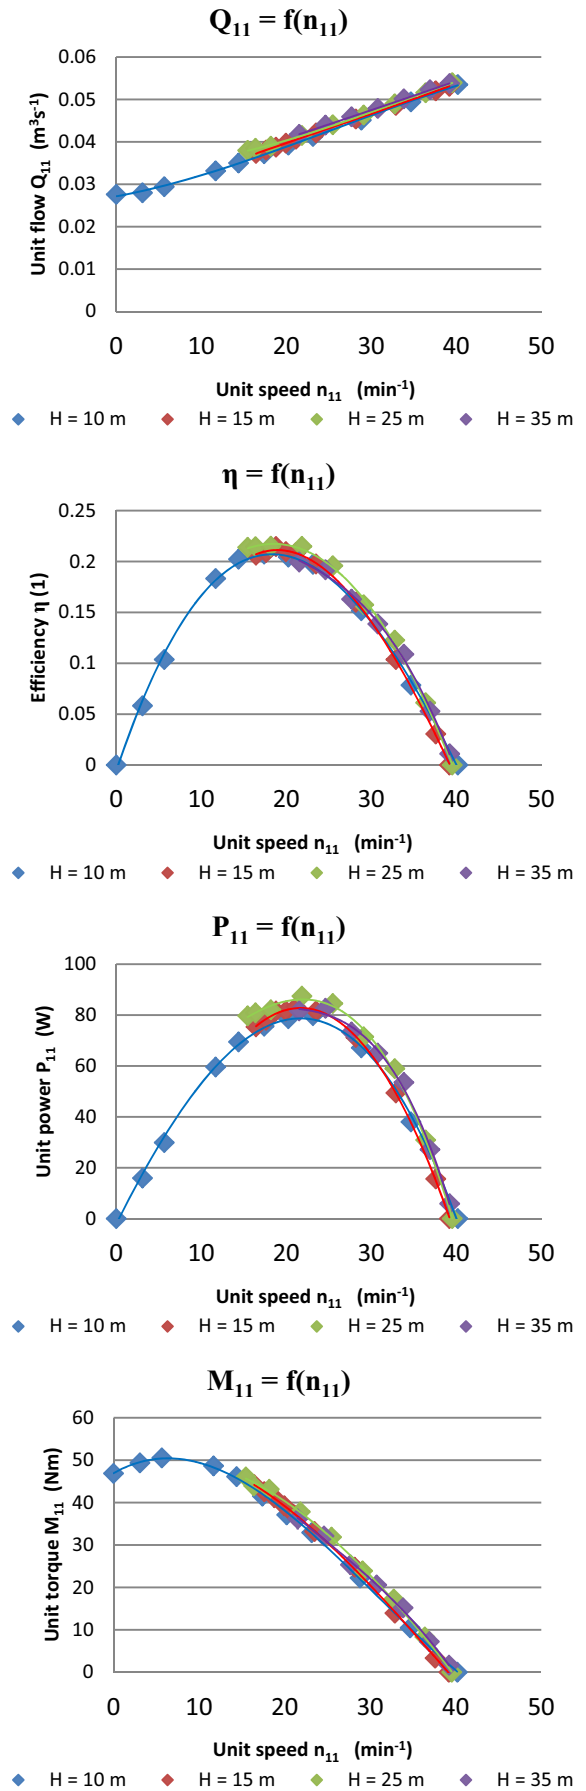 Q₁₁ = f(n₁₁)
0.06
0.05
0.04
0.03
0.02
0.01
0
Unit flow Q₁₁ (m³s⁻¹)
0 10 20 30 40 50
Unit speed n₁₁ (min⁻¹)
H = 10 m H = 15 m H = 25 m H = 35 m
η = f(n₁₁)
0.25
0.2
0.15
0.1
0.05
0
Efficiency η (1)
0 10 20 30 40 50
Unit speed n₁₁ (min⁻¹)
H = 10 m H = 15 m H = 25 m H = 35 m
P₁₁ = f(n₁₁)
100
80
60
40
20
0
Unit power P₁₁ (W)
0 10 20 30 40 50
Unit speed n₁₁ (min⁻¹)
H = 10 m H = 15 m H = 25 m H = 35 m
M₁₁ = f(n₁₁)
60
50
40
30
20
10
0
Unit torque M₁₁ (Nm)
0 10 20 30 40 50
Unit speed n₁₁ (min⁻¹)
H = 10 m H = 15 m H = 25 m H = 35 m